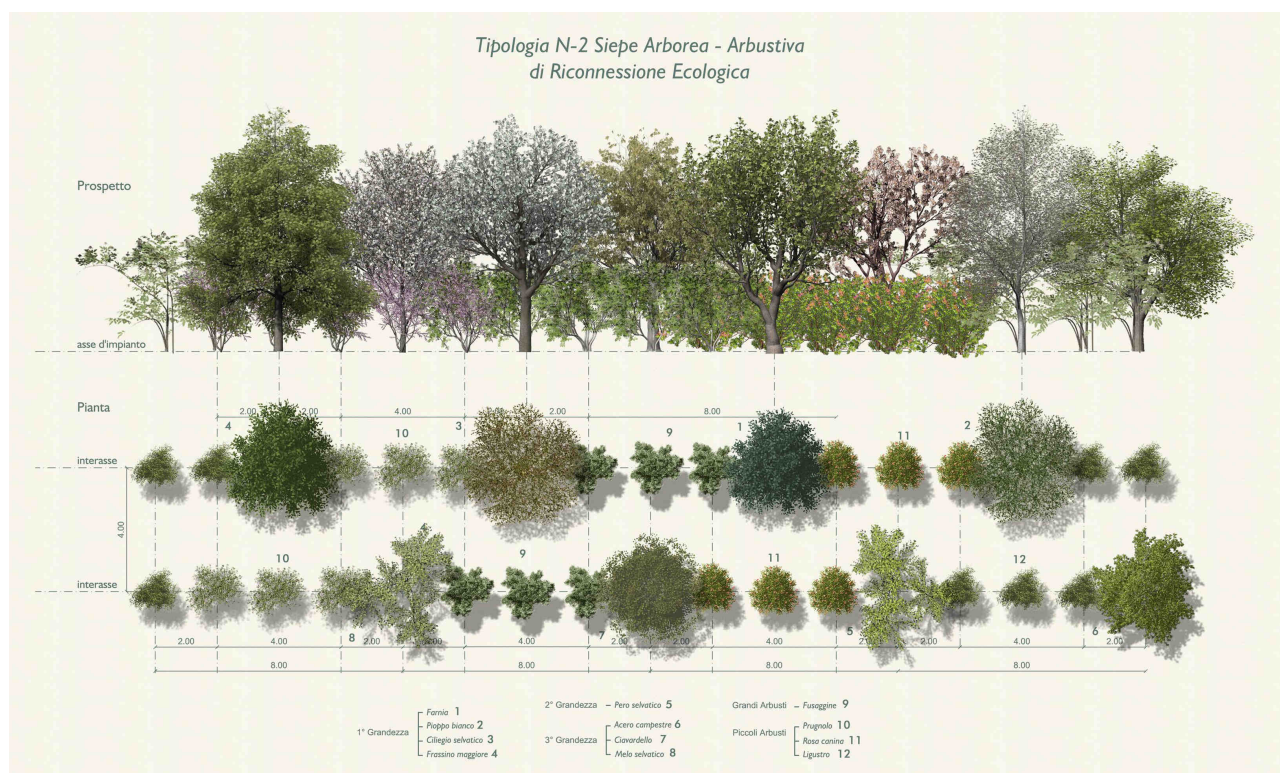 Tipologia N-2 Siepe Arborea - Arbustiva
di Riconnessione Ecologica
Prospetto
asse d'impianto
Pianta
2.00 2.00 4.00 2.00 8.00
4 10 3 9 1 11 2
interasse
4.00
10 9 11 12
interasse
8 7 5 6
2.00 4.00 2.00 2.00 4.00 2.00 2.00 4.00 2.00 4.00 2.00
8.00 8.00 8.00 8.00
1° Grandezza
Farnia 1
Pioppo bianco 2
Ciliegio selvatico 3
Frassino maggiore 4
2° Grandezza Pero selvatico 5
3° Grandezza
Acero campestre 6
Ciavardello 7
Melo selvatico 8
Grandi Arbusti Fusaggine 9
Piccoli Arbusti
Prugnolo 10
Rosa canina 11
Ligustro 12